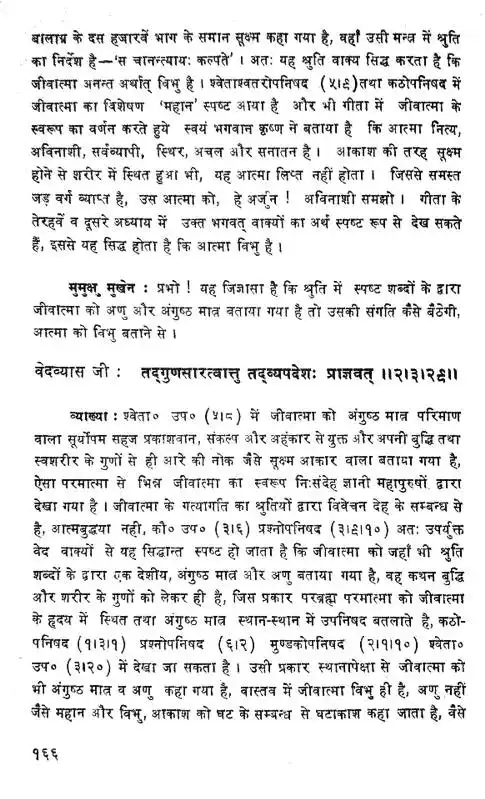 बालाग्र के दस हजारवें भाग के समान सूक्ष्म कहा गया है, वहाँ उसी मन्त्र में श्रुति
का निर्देश है—'स चानन्त्यायः कल्पते' । अतः यह श्रुति वाक्य सिद्ध करता है कि
जीवात्मा अनन्त अर्थात् विभु है । श्वेताश्वतरोपनिषद (५।९) तथा कठोपनिषद में
जीवात्मा का विशेषण 'महान' स्पष्ट आया है और भी गीता में जीवात्मा के
स्वरूप का वर्णन करते हुये स्वयं भगवान कृष्ण ने बताया है कि आत्मा नित्य,
अविनाशी, सर्वव्यापी, स्थिर, अचल और सनातन है । आकाश की तरह सूक्ष्म
होने से शरीर में स्थित हुआ भी, यह आत्मा लिप्त नहीं होता । जिससे समस्त
जड़ वर्ग व्याप्त है, उस आत्मा को, हे अर्जुन ! अविनाशी समझो । गीता के
तेरहवें व दूसरे अध्याय में उक्त भगवत् वाक्यों का अर्थ स्पष्ट रूप से देख सकते
हैं, इससे यह सिद्ध होता है कि आत्मा विभु है ।
मुमुक्षु मुखेन : प्रभो ! यह जिज्ञासा है कि श्रुति में स्पष्ट शब्दों के द्वारा
जीवात्मा को अणु और अंगुष्ठ मात्र बताया गया है तो उसकी संगति कैसे बैठेगी,
आत्मा को विभु बताने से ।
वेदव्यास जी : तद्गुणसारत्वात्तु तद्व्यपदेशः प्राज्ञवत् ॥२।३।२९॥
व्याख्या : श्वेता० उप० (५।८) में जीवात्मा को अंगुष्ठ मात्र परिमाण
वाला सूर्योपम सहज प्रकाशवान, संकल्प और अहंकार से युक्त और अपनी बुद्धि तथा
स्वशरीर के गुणों से ही आरे की नोक जैसे सूक्ष्म आकार वाला बताया गया है,
ऐसा परमात्मा से भिन्न जीवात्मा का स्वरूप निःसंदेह ज्ञानी महापुरुषों द्वारा
देखा गया है । जीवात्मा के गत्यागति का श्रुतियों द्वारा विवेचन देह के सम्बन्ध से
है, आत्मबुद्धया नही, कौ० उप० (३।६) प्रश्नोपनिषद (३।९।१०) अतः उपर्युक्त
वेद वाक्यों से यह सिद्धान्त स्पष्ट हो जाता है कि जीवात्मा को जहाँ भी श्रुति
शब्दों के द्वारा एक देशीय, अंगुष्ठ मात्र और अणु बताया गया है, वह कथन बुद्धि
और शरीर के गुणों को लेकर ही है, जिस प्रकार परब्रह्म परमात्मा को जीवात्मा
के हृदय में स्थित तथा अंगुष्ठ मात्र स्थान-स्थान में उपनिषद बतलाते है, कठो-
पनिषद (१।३।१) प्रश्नोपनिषद (६।२) मुण्डकोपनिषद (२।१।१०) श्वेता०
उप० (३।२०) में देखा जा सकता है । उसी प्रकार स्थानापेक्षा से जीवात्मा को
भी अंगुष्ठ मात्र व अणु कहा गया है, वास्तव में जीवात्मा विभु ही है, अणु नहीं
जैसे महान और विभु, आकाश को घट के सम्बन्ध से घटाकाश कहा जाता है, वैसे
१६६